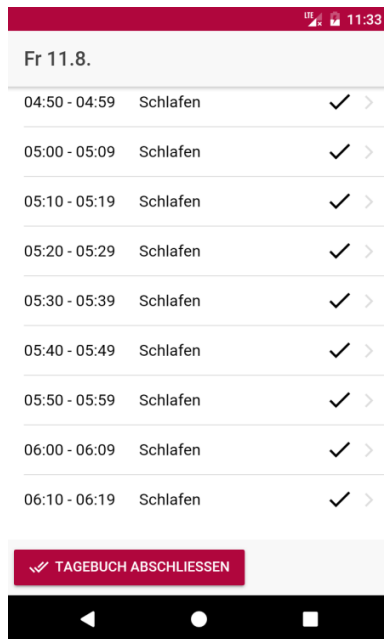 LTE 11:33
Fr 11.8.
04:50 - 04:59 Schlafen
05:00 - 05:09 Schlafen
05:10 - 05:19 Schlafen
05:20 - 05:29 Schlafen
05:30 - 05:39 Schlafen
05:40 - 05:49 Schlafen
05:50 - 05:59 Schlafen
06:00 - 06:09 Schlafen
06:10 - 06:19 Schlafen
TAGEBUCH ABSCHLIESSEN